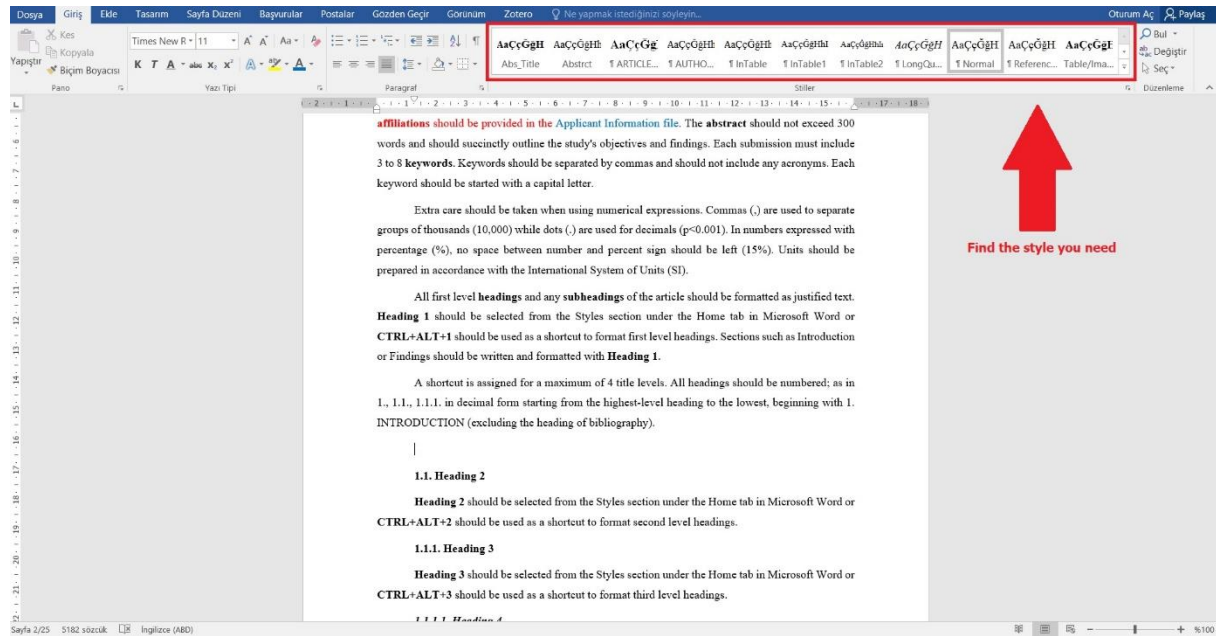 Dosya Giriş Ekle Tasarım Sayfa Düzeni Başvurular Postalar Gözden Geçir Görünüm Zotero Ne yapmak istediğinizi söyleyin... Oturum Aç Paylaş
Kes
Kopyala
Yapıştır
Biçim Boyacısı
Pano
Times New R 11
K T A abc X₂ X²
Yazı Tipi
Paragraf
AaÇçĞğH AaÇçĞğHh AaÇçĞğ AaÇçĞğHh AaÇçĞğHh AaÇçĞğHhI AaÇçĞğHhIi AaÇçĞğH AaÇçĞğH AaÇçĞğH AaÇçĞğE
Abs_Title Abstrct ¶ ARTICLE... ¶ AUTHO... ¶ InTable ¶ InTable1 ¶ InTable2 ¶ LongQu... ¶ Normal ¶ Referenc... Table/Ima...
Stiller
Bul
Değiştir
Seç
Düzenleme
affiliations should be provided in the Applicant Information file. The abstract should not exceed 300
words and should succinctly outline the study's objectives and findings. Each submission must include
3 to 8 keywords. Keywords should be separated by commas and should not include any acronyms. Each
keyword should be started with a capital letter.
Extra care should be taken when using numerical expressions. Commas (,) are used to separate
groups of thousands (10,000) while dots (.) are used for decimals (p<0.001). In numbers expressed with
percentage (%), no space between number and percent sign should be left (15%). Units should be
prepared in accordance with the International System of Units (SI).
All first level headings and any subheadings of the article should be formatted as justified text.
Heading 1 should be selected from the Styles section under the Home tab in Microsoft Word or
CTRL+ALT+1 should be used as a shortcut to format first level headings. Sections such as Introduction
or Findings should be written and formatted with Heading 1.
A shortcut is assigned for a maximum of 4 title levels. All headings should be numbered; as in
1., 1.1., 1.1.1. in decimal form starting from the highest-level heading to the lowest, beginning with 1.
INTRODUCTION (excluding the heading of bibliography).
1.1. Heading 2
Heading 2 should be selected from the Styles section under the Home tab in Microsoft Word or
CTRL+ALT+2 should be used as a shortcut to format second level headings.
1.1.1. Heading 3
Heading 3 should be selected from the Styles section under the Home tab in Microsoft Word or
CTRL+ALT+3 should be used as a shortcut to format third level headings.
1.1.1.1. Heading 4
Find the style you need
Sayfa 2/25 5182 sözcük İngilizce (ABD) %100